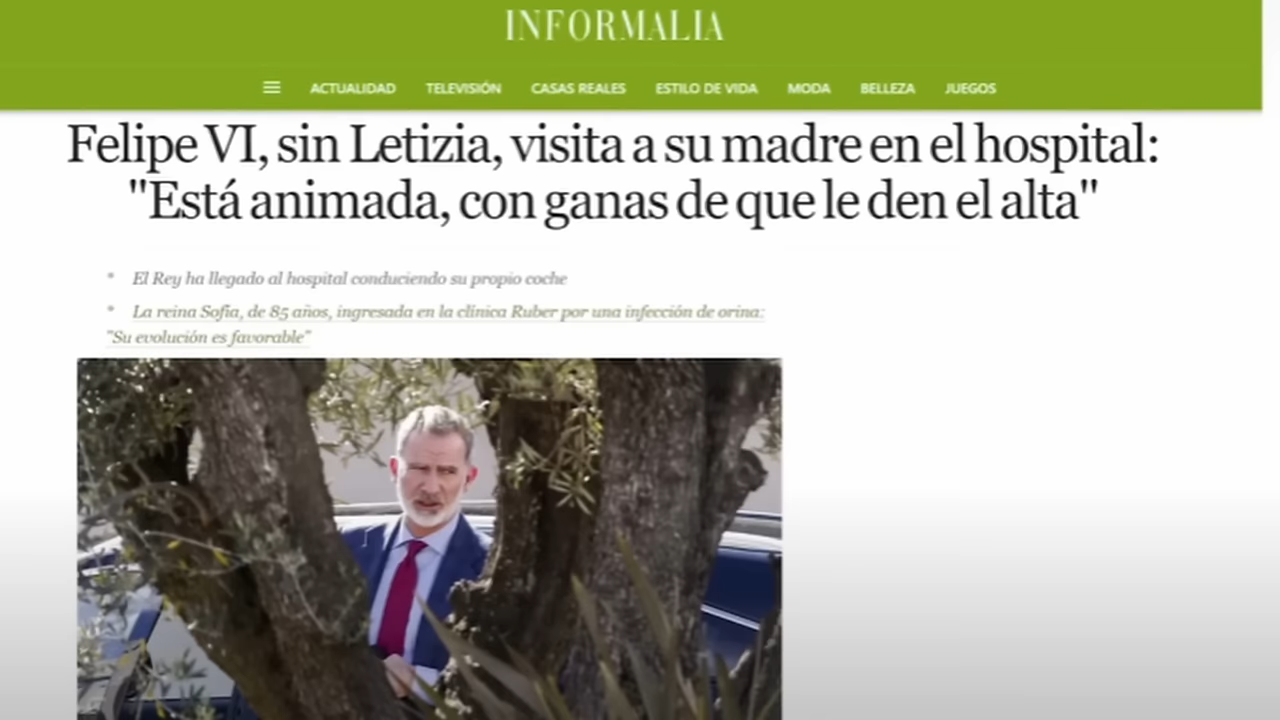 INFORMALIA
ACTUALIDAD TELEVISIÓN CASAS REALES ESTILO DE VIDA MODA BELLEZA JUEGOS
Felipe VI, sin Letizia, visita a su madre en el hospital:
"Está animada, con ganas de que le den el alta"
* El Rey ha llegado al hospital conduciendo su propio coche
* La reina Sofía, de 85 años, ingresada en la clínica Ruber por una infección de orina:
"Su evolución es favorable"